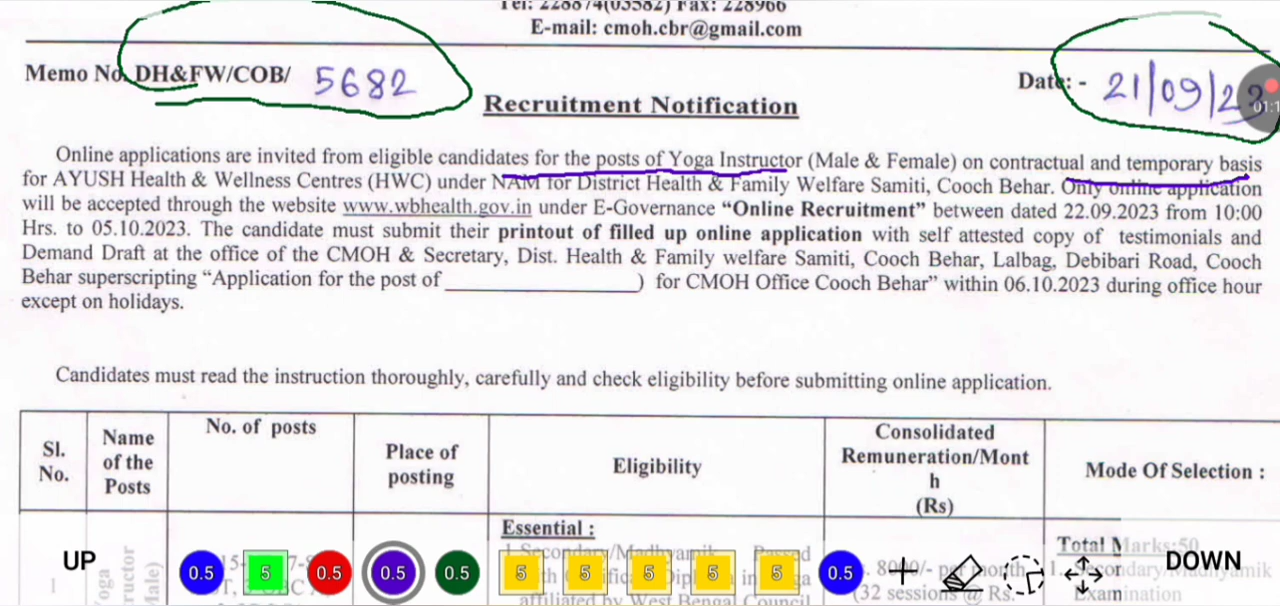 E-mail: cmoh.cbr@gmail.com
Memo No. DH&FW/COB/ 5682
Date: - 21/09/23
01:1
Recruitment Notification
Online applications are invited from eligible candidates for the posts of Yoga Instructor (Male & Female) on contractual and temporary basis
for AYUSH Health & Wellness Centres (HWC) under NAM for District Health & Family Welfare Samiti, Cooch Behar. Only online application
will be accepted through the website www.wbhealth.gov.in under E-Governance “Online Recruitment” between dated 22.09.2023 from 10:00
Hrs. to 05.10.2023. The candidate must submit their printout of filled up online application with self attested copy of testimonials and
Demand Draft at the office of the CMOH & Secretary, Dist. Health & Family welfare Samiti, Cooch Behar, Lalbag, Debibari Road, Cooch
Behar superscripting “Application for the post of ____________________) for CMOH Office Cooch Behar” within 06.10.2023 during office hour
except on holidays.
Candidates must read the instruction thoroughly, carefully and check eligibility before submitting online application.
Sl. No.
Name of the Posts
No. of posts
Place of posting
Eligibility
Consolidated
Remuneration/Mont
h
(Rs)
Mode Of Selection :
Essential :
Total Marks:50
UP
0.5 5 0.5 0.5 0.5 5 5 5 5 5 0.5
DOWN
1
Secondary/Madhyamik Passed
affiliated by West Bengal Council
8000/- per month
(32 sessions @ Rs.
1. Secondary/Madhyamik
Examination